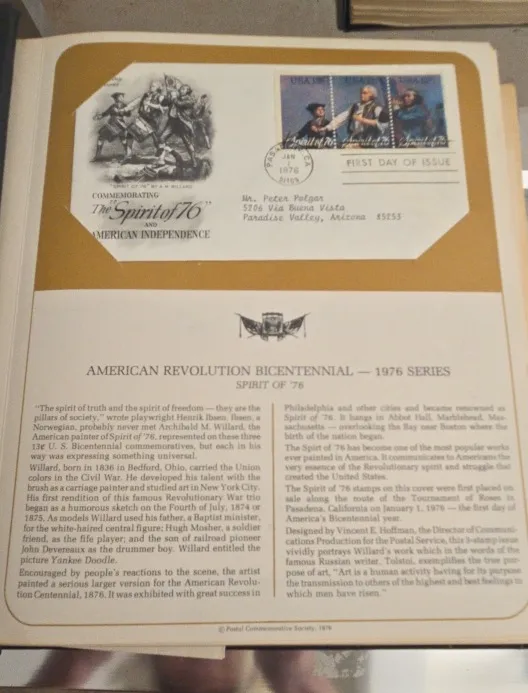 "SPIRIT OF '76" BY A. M. WILLARD
COMMEMORATING
The "Spirit of 76"
AND
AMERICAN INDEPENDENCE
Spirit of 76 Spirit of 76 Spirit of 76
PASADENA, CA
JAN
1
1976
91109
FIRST DAY OF ISSUE
Mr. Peter Polgar
5206 Via Buena Vista
Paradise Valley, Arizona 85253
AMERICAN REVOLUTION BICENTENNIAL — 1976 SERIES
SPIRIT OF '76
"The spirit of truth and the spirit of freedom — they are the
pillars of society," wrote playwright Henrik Ibsen. Ibsen, a
Norwegian, probably never met Archibald M. Willard, the
American painter of Spirit of '76, represented on these three
13¢ U. S. Bicentennial commemoratives, but each in his
way was expressing something universal.
Willard, born in 1836 in Bedford, Ohio, carried the Union
colors in the Civil War. He developed his talent with the
brush as a carriage painter and studied art in New York City.
His first rendition of this famous Revolutionary War trio
began as a humorous sketch on the Fourth of July, 1874 or
1875. As models Willard used his father, a Baptist minister,
for the white-haired central figure; Hugh Mosher, a soldier
friend, as the fife player; and the son of railroad pioneer
John Devereaux as the drummer boy. Willard entitled the
picture Yankee Doodle.
Encouraged by people's reactions to the scene, the artist
painted a serious larger version for the American Revolu-
tion Centennial, 1876. It was exhibited with great success in
Philadelphia and other cities and became renowned as
Spirit of '76. It hangs in Abbot Hall, Marblehead, Mas-
sachusetts — overlooking the Bay near Boston where the
birth of the nation began.
The Spirit of '76 has become one of the most popular works
ever painted in America. It communicates to Americans the
very essence of the Revolutionary spirit and struggle that
created the United States.
The Spirit of '76 stamps on this cover were first placed on
sale along the route of the Tournament of Roses in
Pasadena, California on January 1, 1976 — the first day of
America's Bicentennial year.
Designed by Vincent E. Hoffman, the Director of Communi-
cations Production for the Postal Service, this 3-stamp issue
vividly portrays Willard's work which in the words of the
famous Russian writer, Tolstoi, exemplifies the true pur-
pose of art, "Art is a human activity having for its purpose
the transmission to others of the highest and best feelings to
which men have risen."
© Postal Commemorative Society, 1976